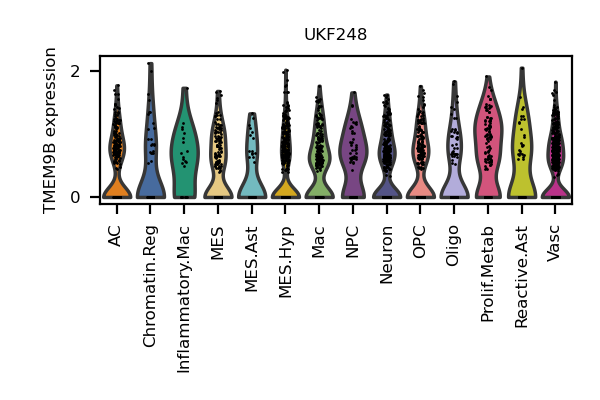 UKF248
TMEM9B expression
2
0
AC
Chromatin.Reg
Inflammatory.Mac
MES
MES.Ast
MES.Hyp
Mac
NPC
Neuron
OPC
Oligo
Prolif.Metab
Reactive.Ast
Vasc